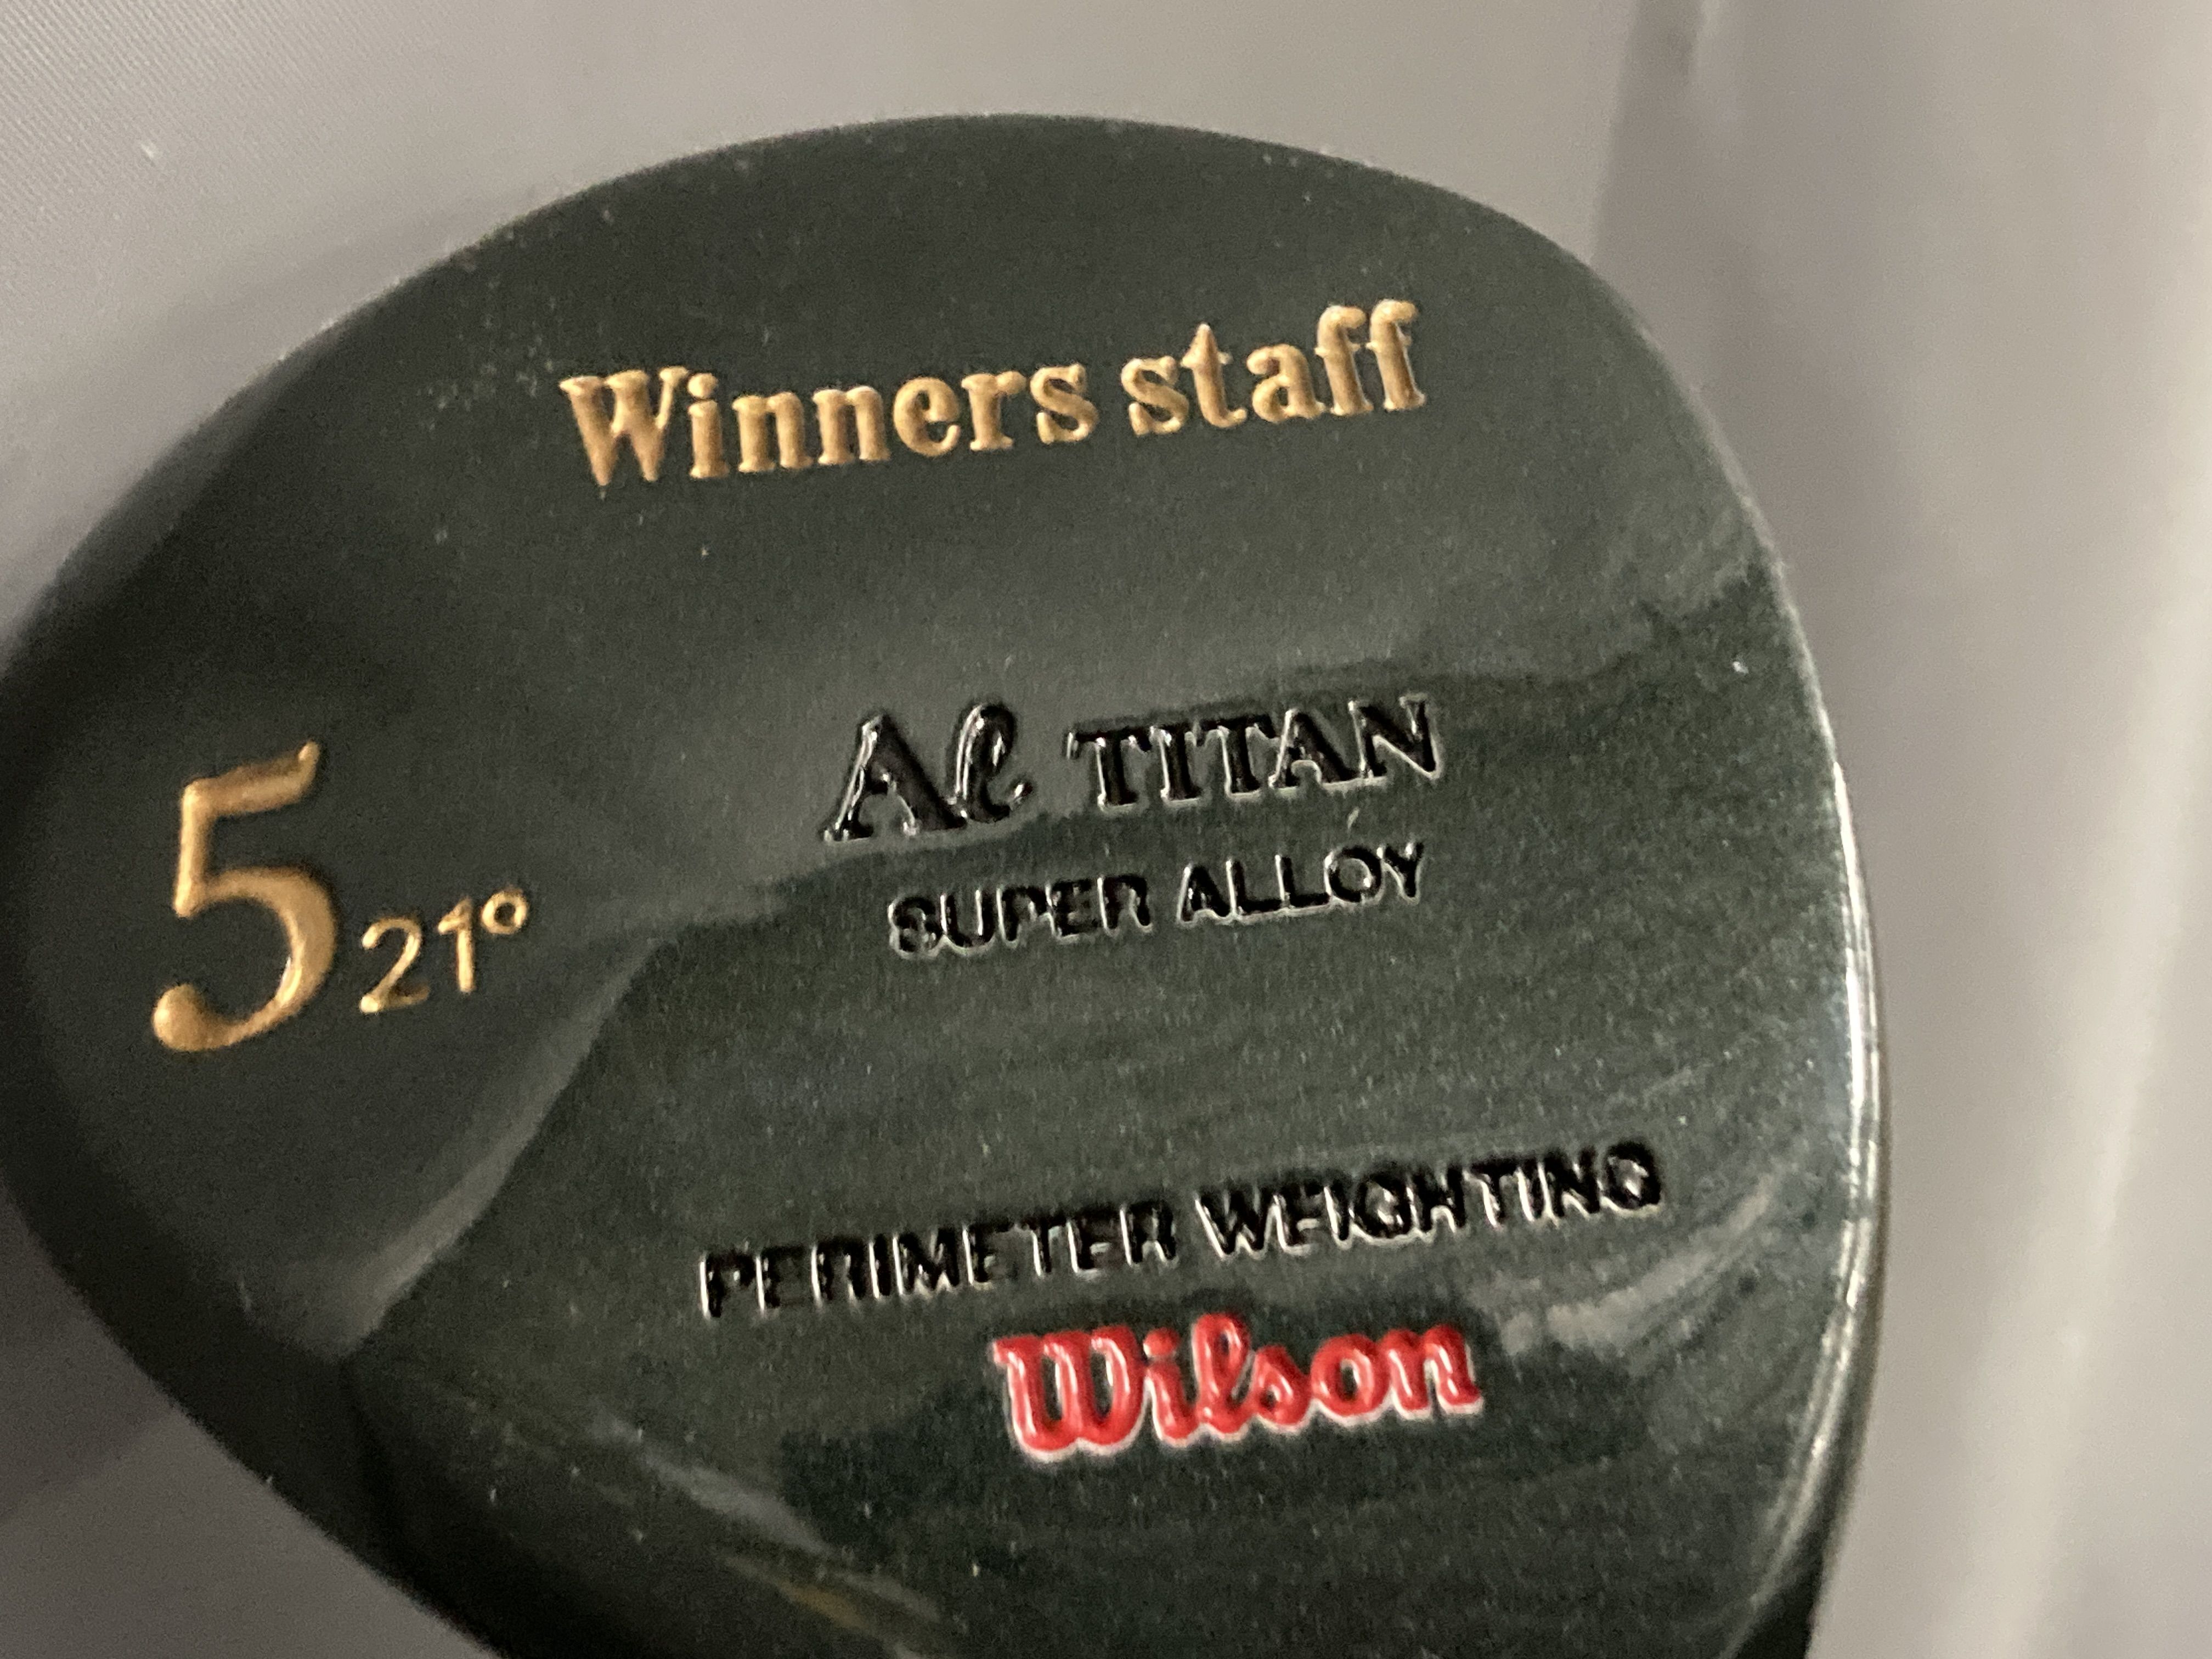 Winners staff
Al TITAN
5 21°
SUPER ALLOY
PERIMETER WEIGHTING
Wilson